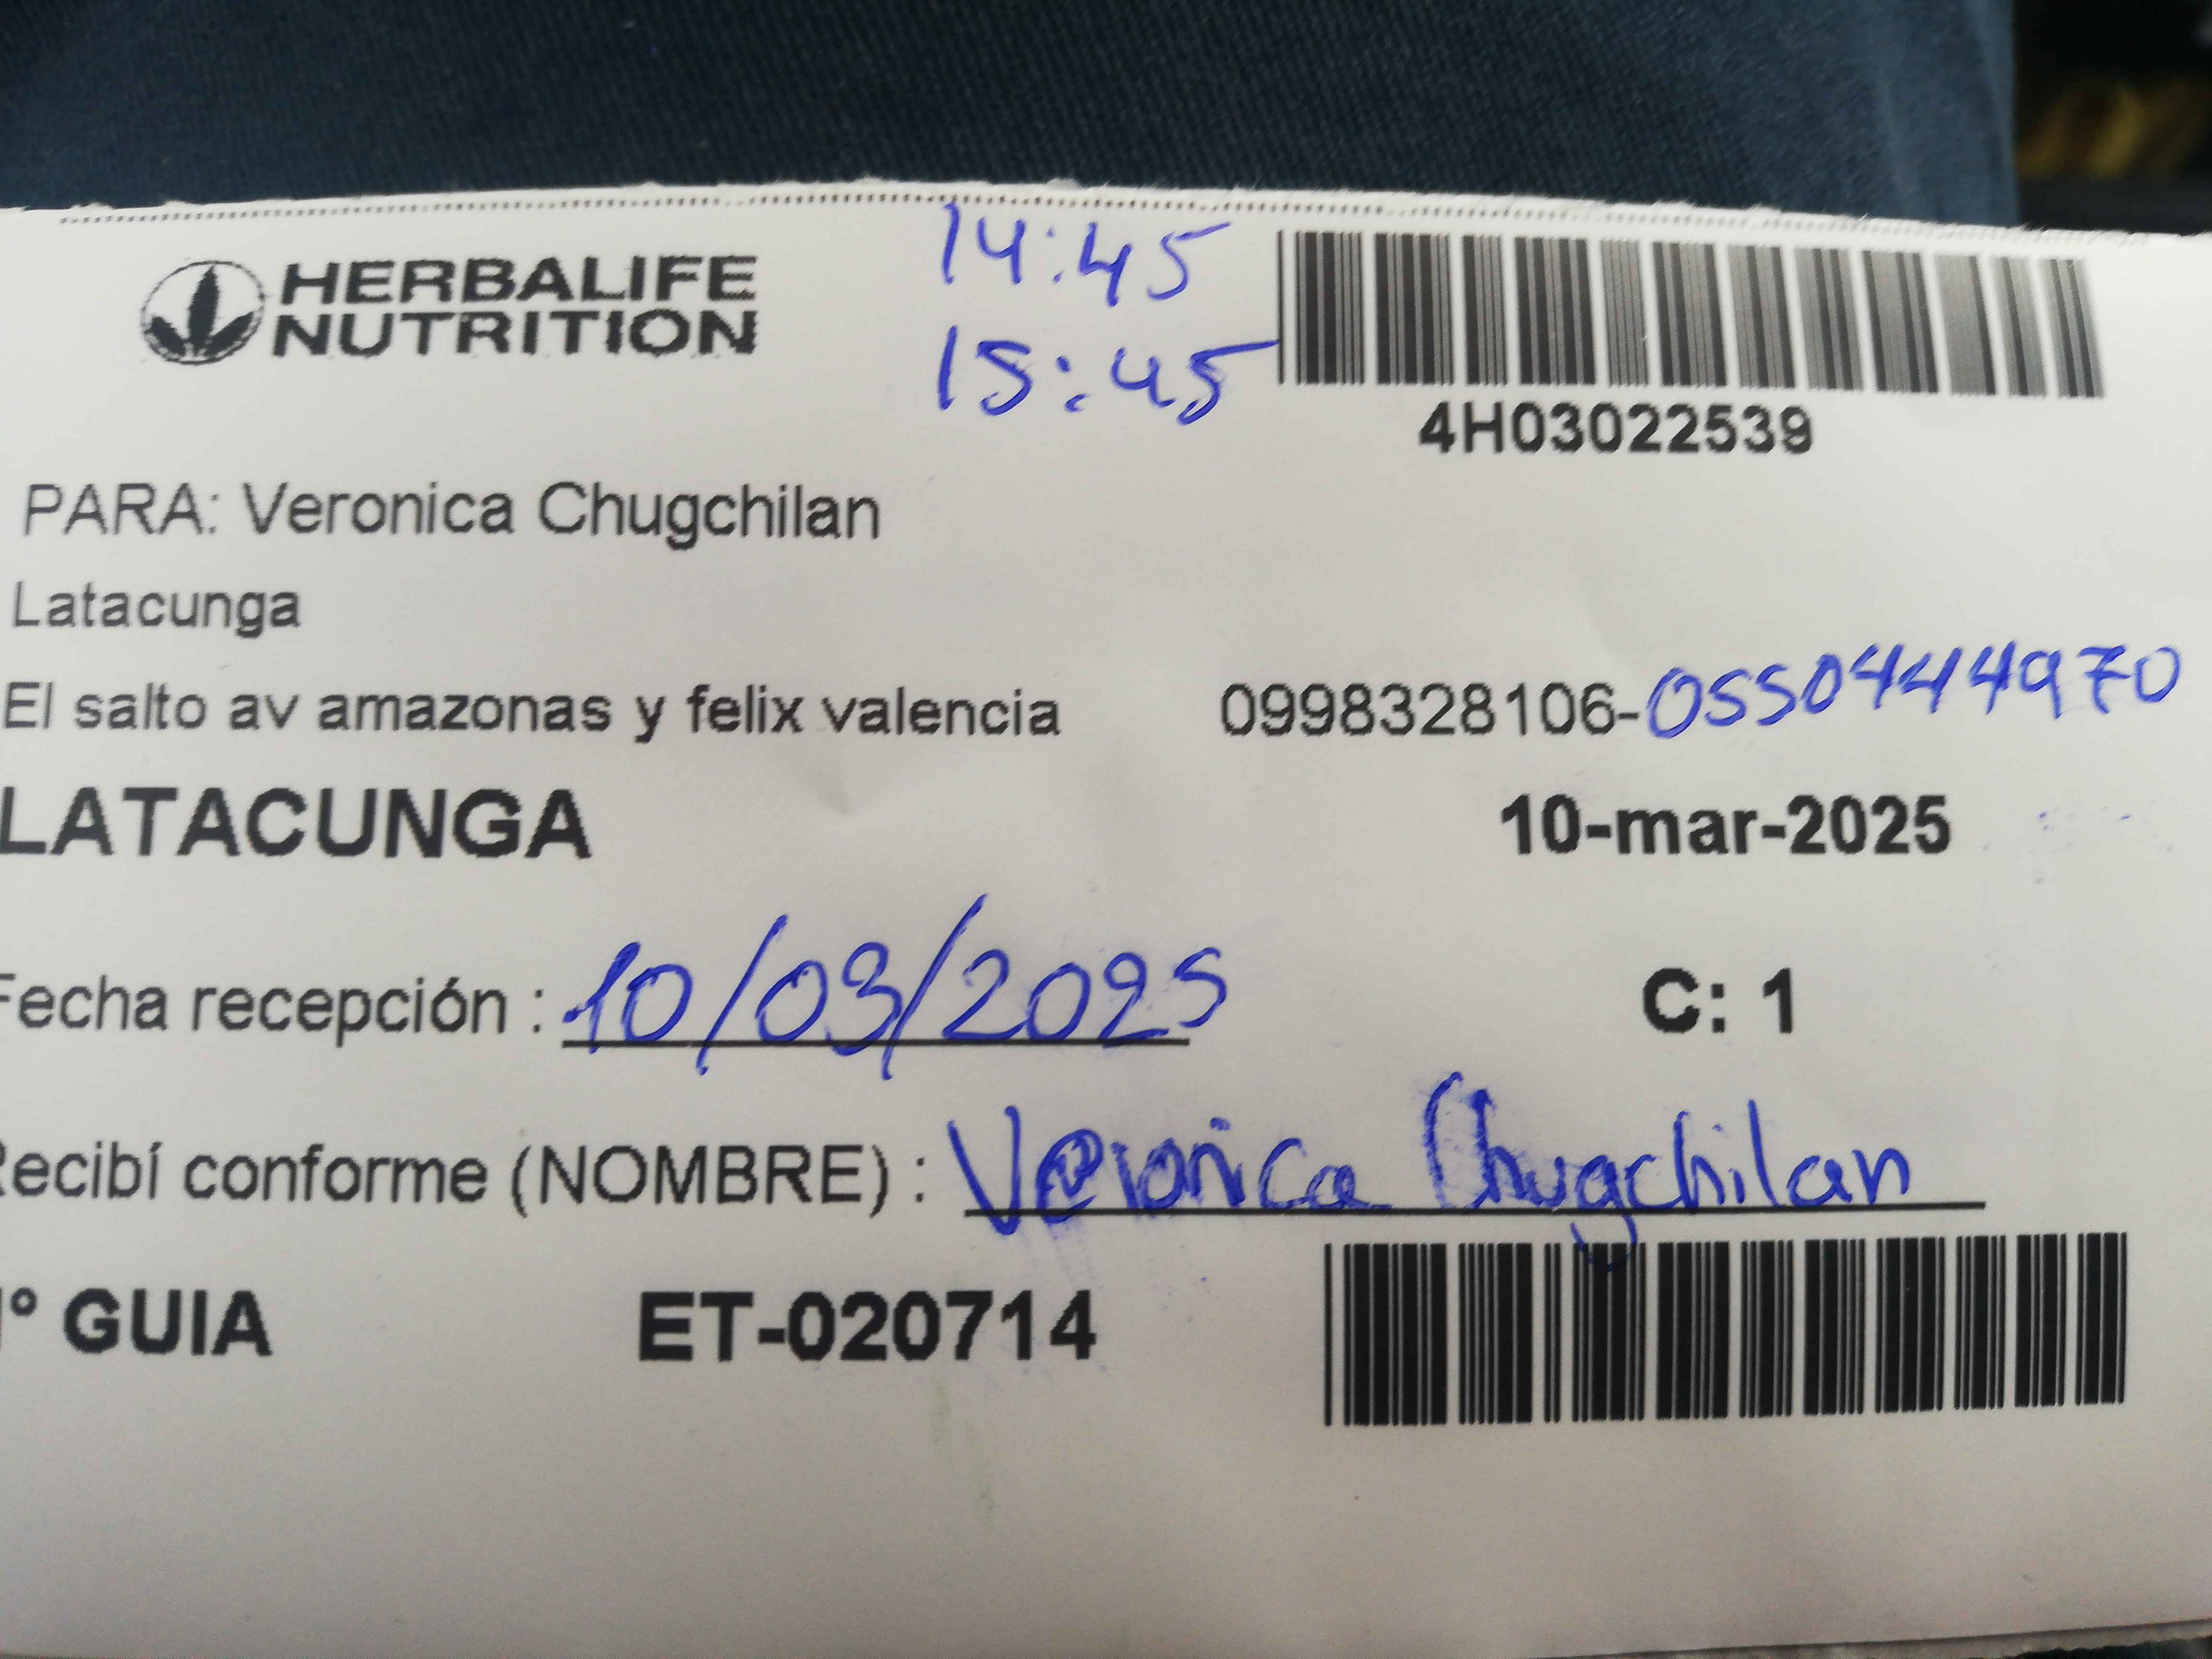 HERBALIFE
NUTRITION
14:45
15:45
4H03022539
PARA: Veronica Chugchilan
Latacunga
El salto av amazonas y felix valencia 0998328106-0550444970
LATACUNGA 10-mar-2025
Fecha recepción : 10/03/2025 C: 1
Recibí conforme (NOMBRE) : Veronica Chugchilan
N° GUIA ET-020714